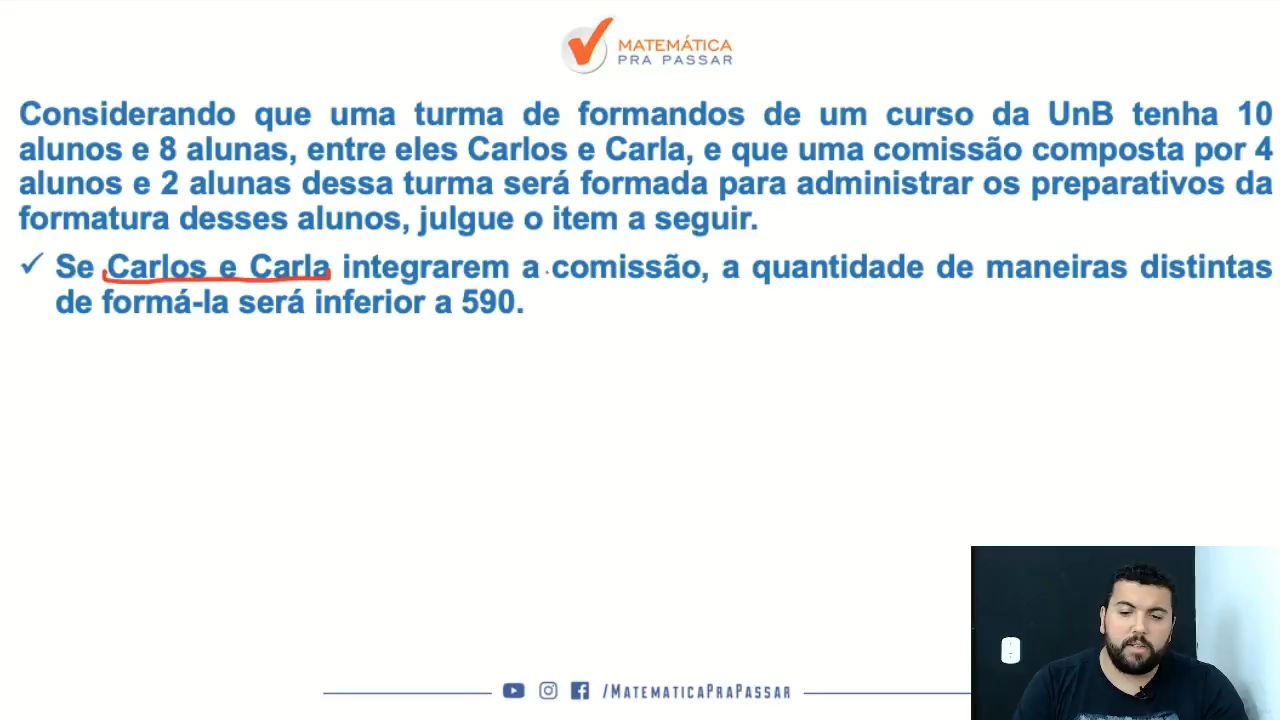 MATEMÁTICA
PRA PASSAR
Considerando que uma turma de formandos de um curso da UnB tenha 10
alunos e 8 alunas, entre eles Carlos e Carla, e que uma comissão composta por 4
alunos e 2 alunas dessa turma será formada para administrar os preparativos da
formatura desses alunos, julgue o item a seguir.
✓ Se Carlos e Carla integrarem a comissão, a quantidade de maneiras distintas
de formá-la será inferior a 590.
/MATEMATICAPRAPASSAR